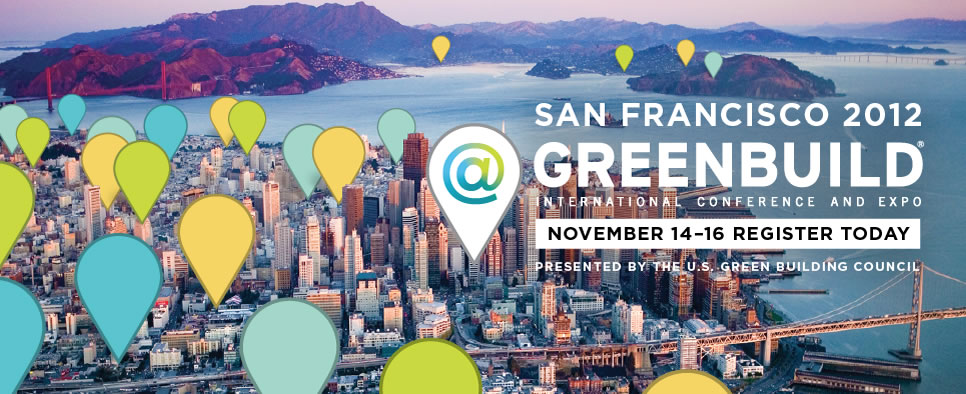 SAN FRANCISCO 2012
@ GREENBUILD®
INTERNATIONAL CONFERENCE AND EXPO
NOVEMBER 14–16 REGISTER TODAY
PRESENTED BY THE U.S. GREEN BUILDING COUNCIL